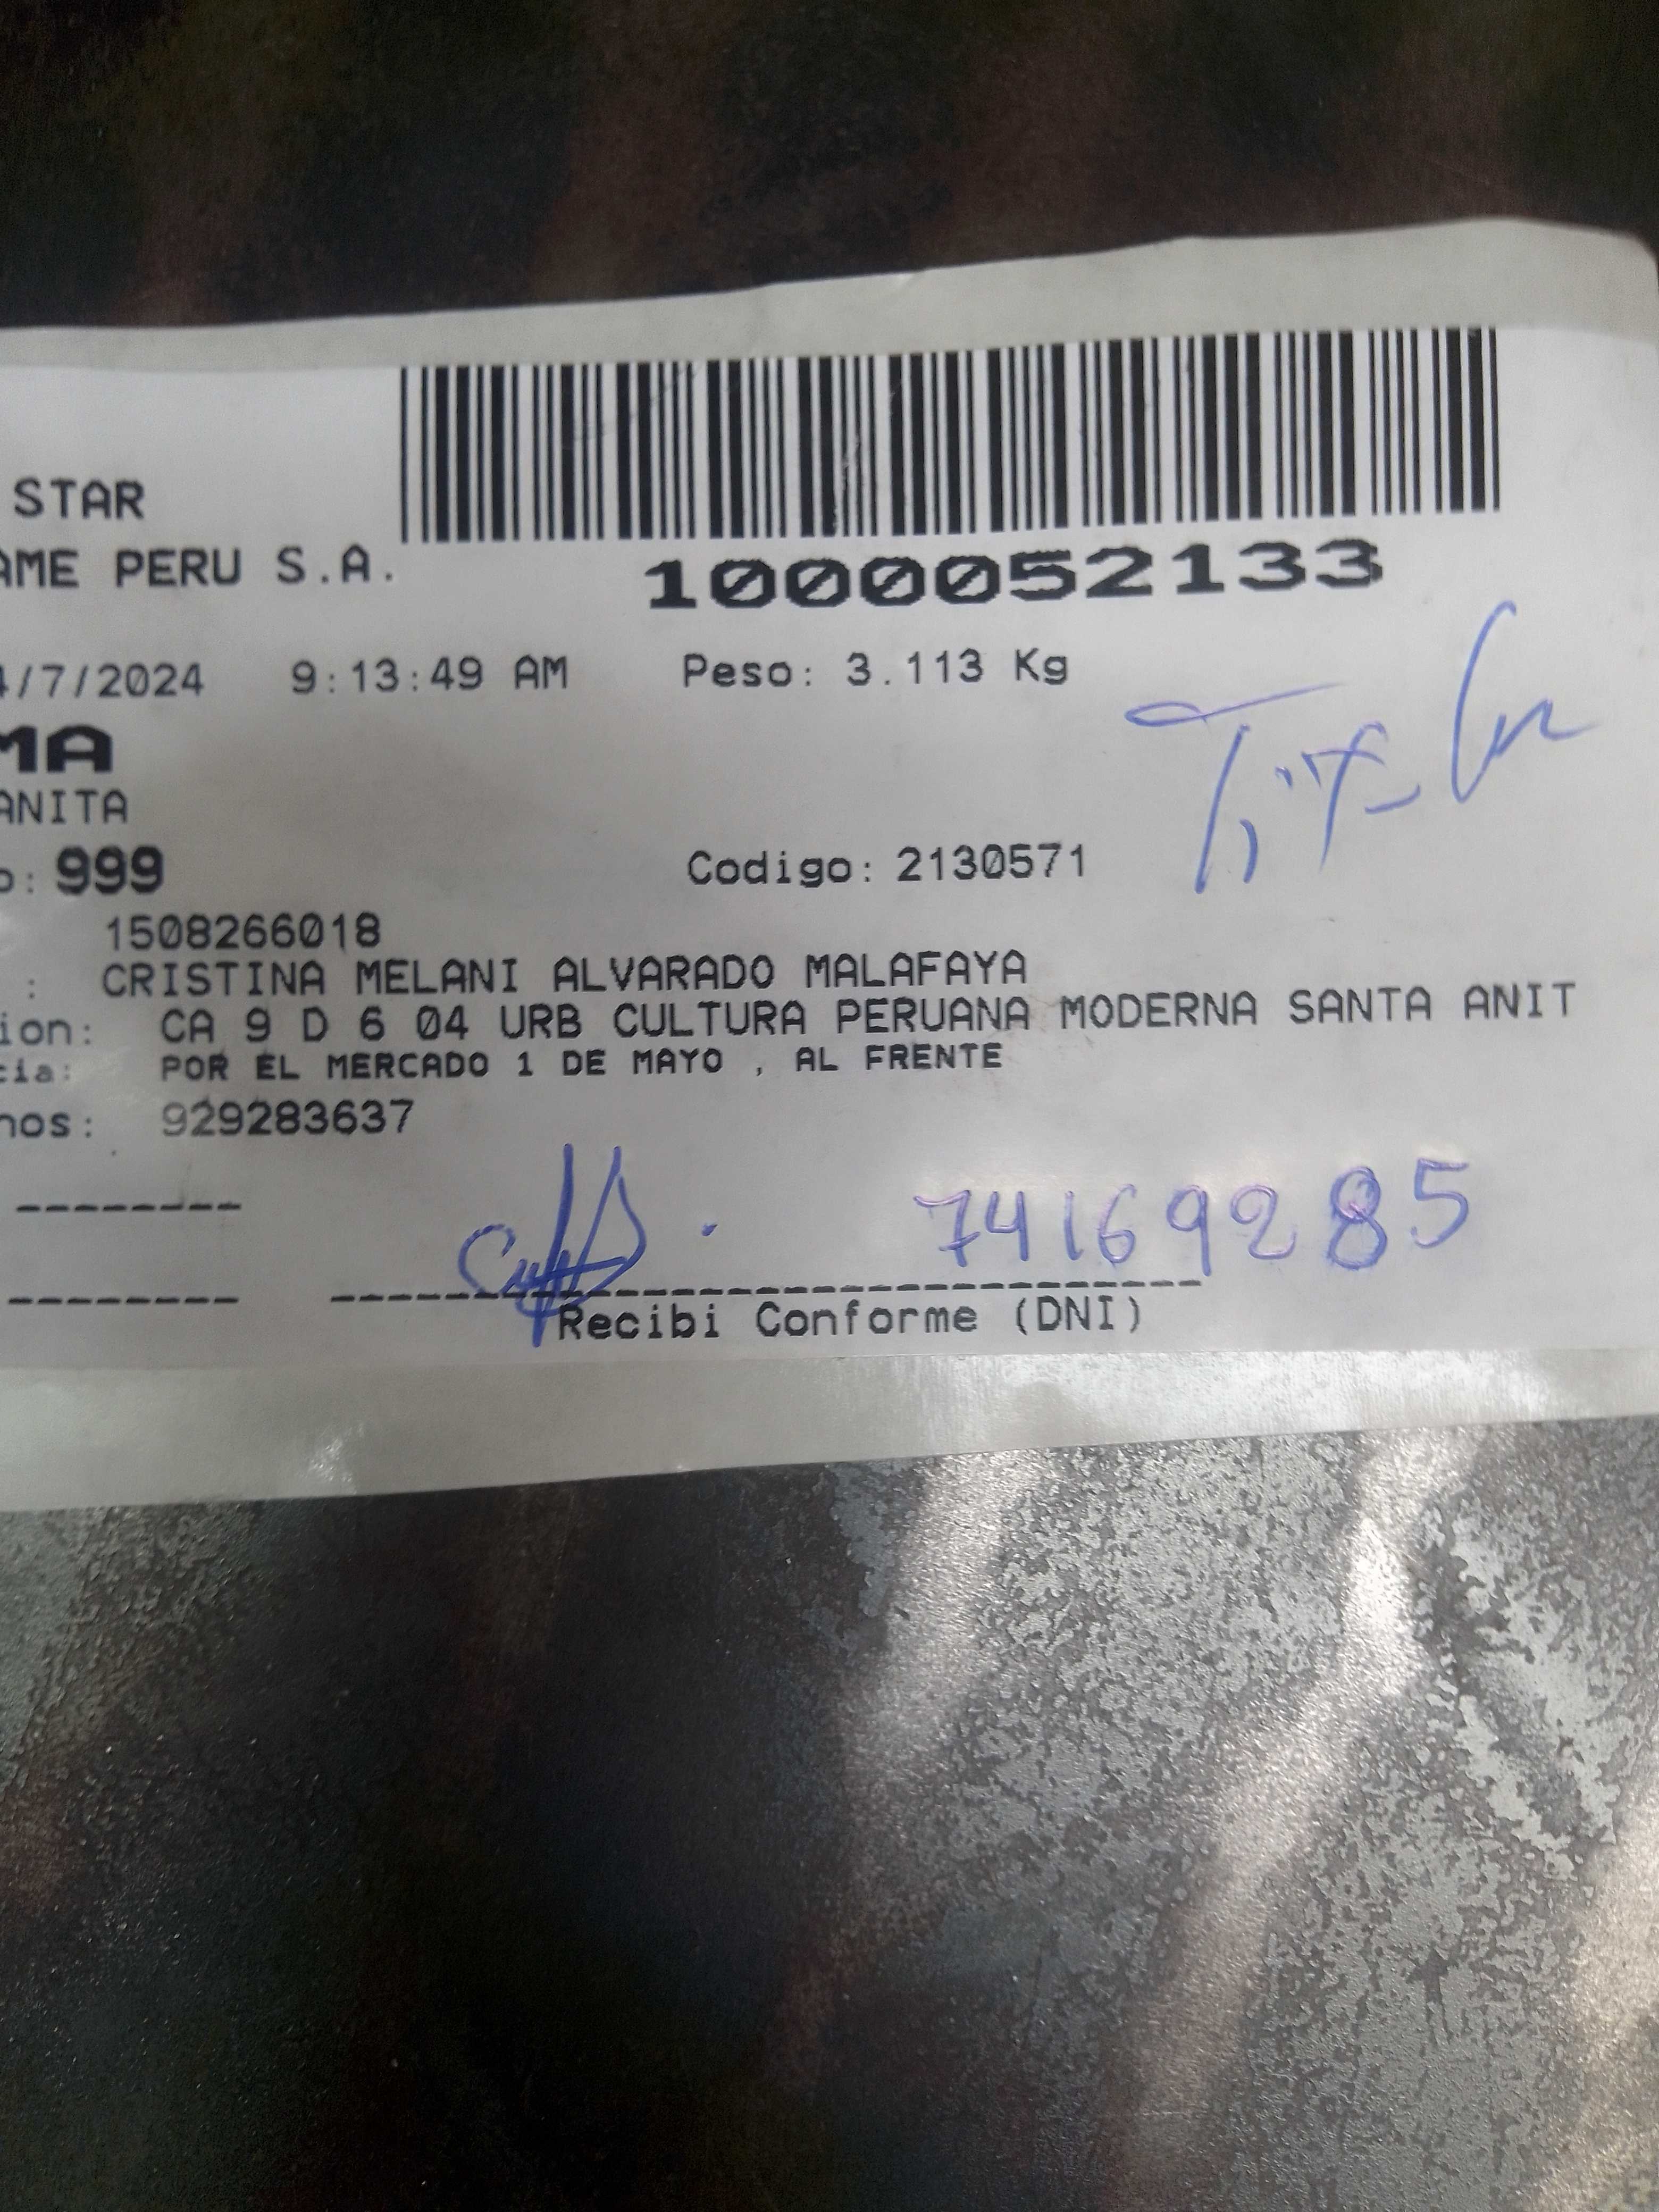 STAR
AME PERU S.A.
1000052133
4/7/2024 9:13:49 AM Peso: 3.113 Kg
MA
ANITA
o: 999 Codigo: 2130571
1508266018
: CRISTINA MELANI ALVARADO MALAFAYA
ion: CA 9 D 6 04 URB CULTURA PERUANA MODERNA SANTA ANIT
cia: POR EL MERCADO 1 DE MAYO , AL FRENTE
nos: 929283637
74169285
Recibi Conforme (DNI)